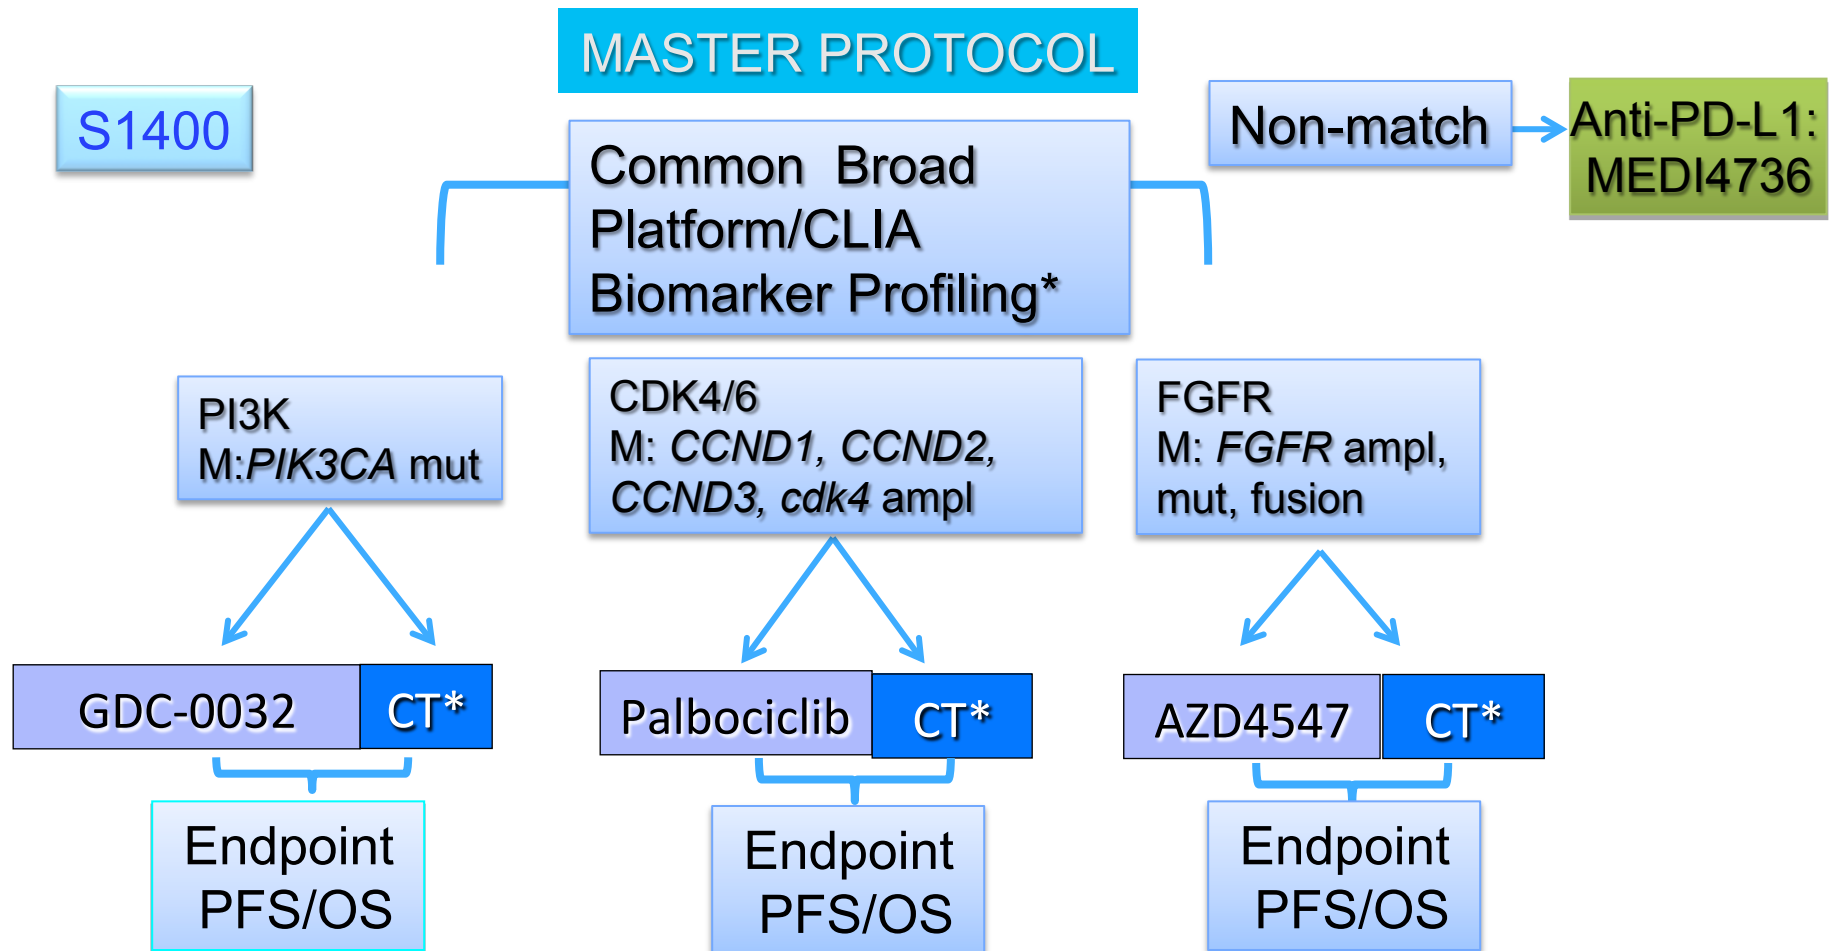 MASTER PROTOCOL
S1400
Common Broad
Platform/CLIA
Biomarker Profiling*
Non-match
Anti-PD-L1:
MEDI4736
PI3K
M:PIK3CA mut
CDK4/6
M: CCND1, CCND2,
CCND3, cdk4 ampl
FGFR
M: FGFR ampl,
mut, fusion
GDC-0032
CT*
Palbociclib
CT*
AZD4547
CT*
Endpoint
PFS/OS
Endpoint
PFS/OS
Endpoint
PFS/OS